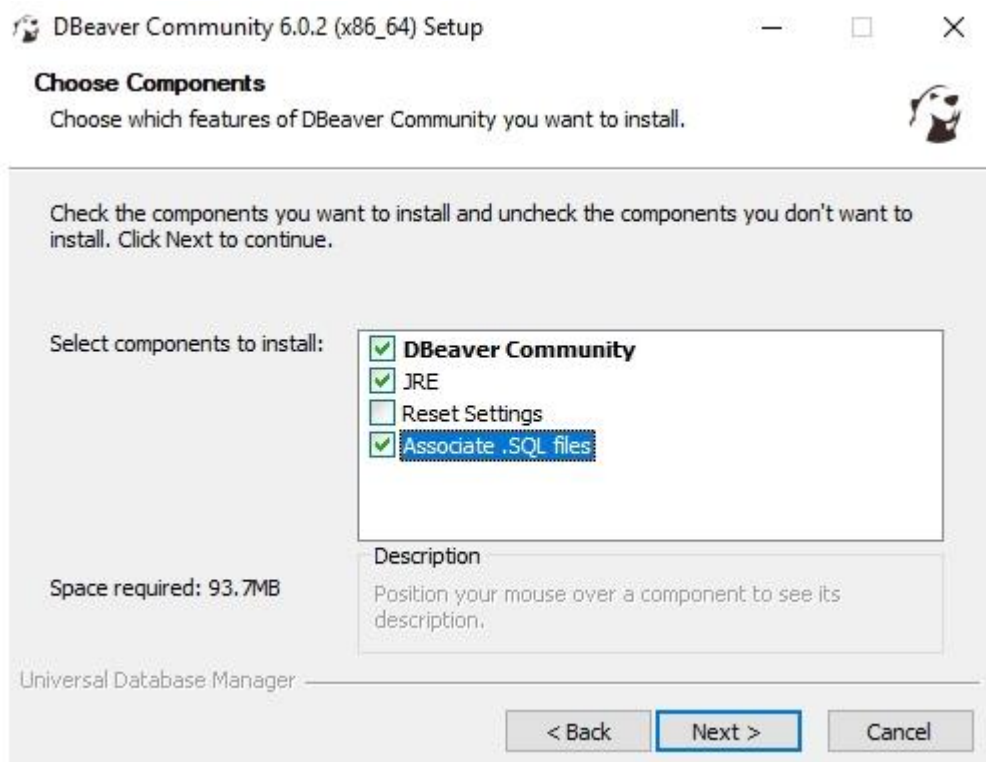 DBeaver Community 6.0.2 (x86_64) Setup
Choose Components
Choose which features of DBeaver Community you want to install.
Check the components you want to install and uncheck the components you don't want to
install. Click Next to continue.
Select components to install:
DBeaver Community
JRE
Reset Settings
Associate .SQL files
Space required: 93.7MB
Description
Position your mouse over a component to see its
description.
Universal Database Manager
< Back
Next >
Cancel